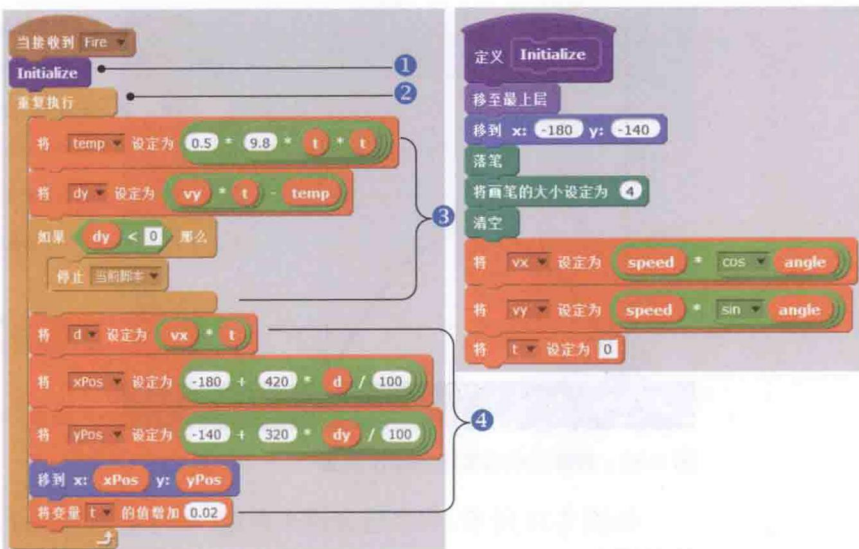 当接收到 Fire
Initialize
1
重复执行
2
将 temp 设定为 0.5 * 9.8 * t * t
将 dy 设定为 vy * t - temp
3
如果 dy < 0 那么
停止 当前脚本
将 d 设定为 vx * t
将 xPos 设定为 -180 + 420 * d / 100
4
将 yPos 设定为 -140 + 320 * dy / 100
移到 x: xPos y: yPos
将变量 t 的值增加 0.02
定义 Initialize
移至最上层
移到 x: -180 y: -140
落笔
将画笔的大小设定为 4
清空
将 vx 设定为 speed * cos angle
将 vy 设定为 speed * sin angle
将 t 设定为 0